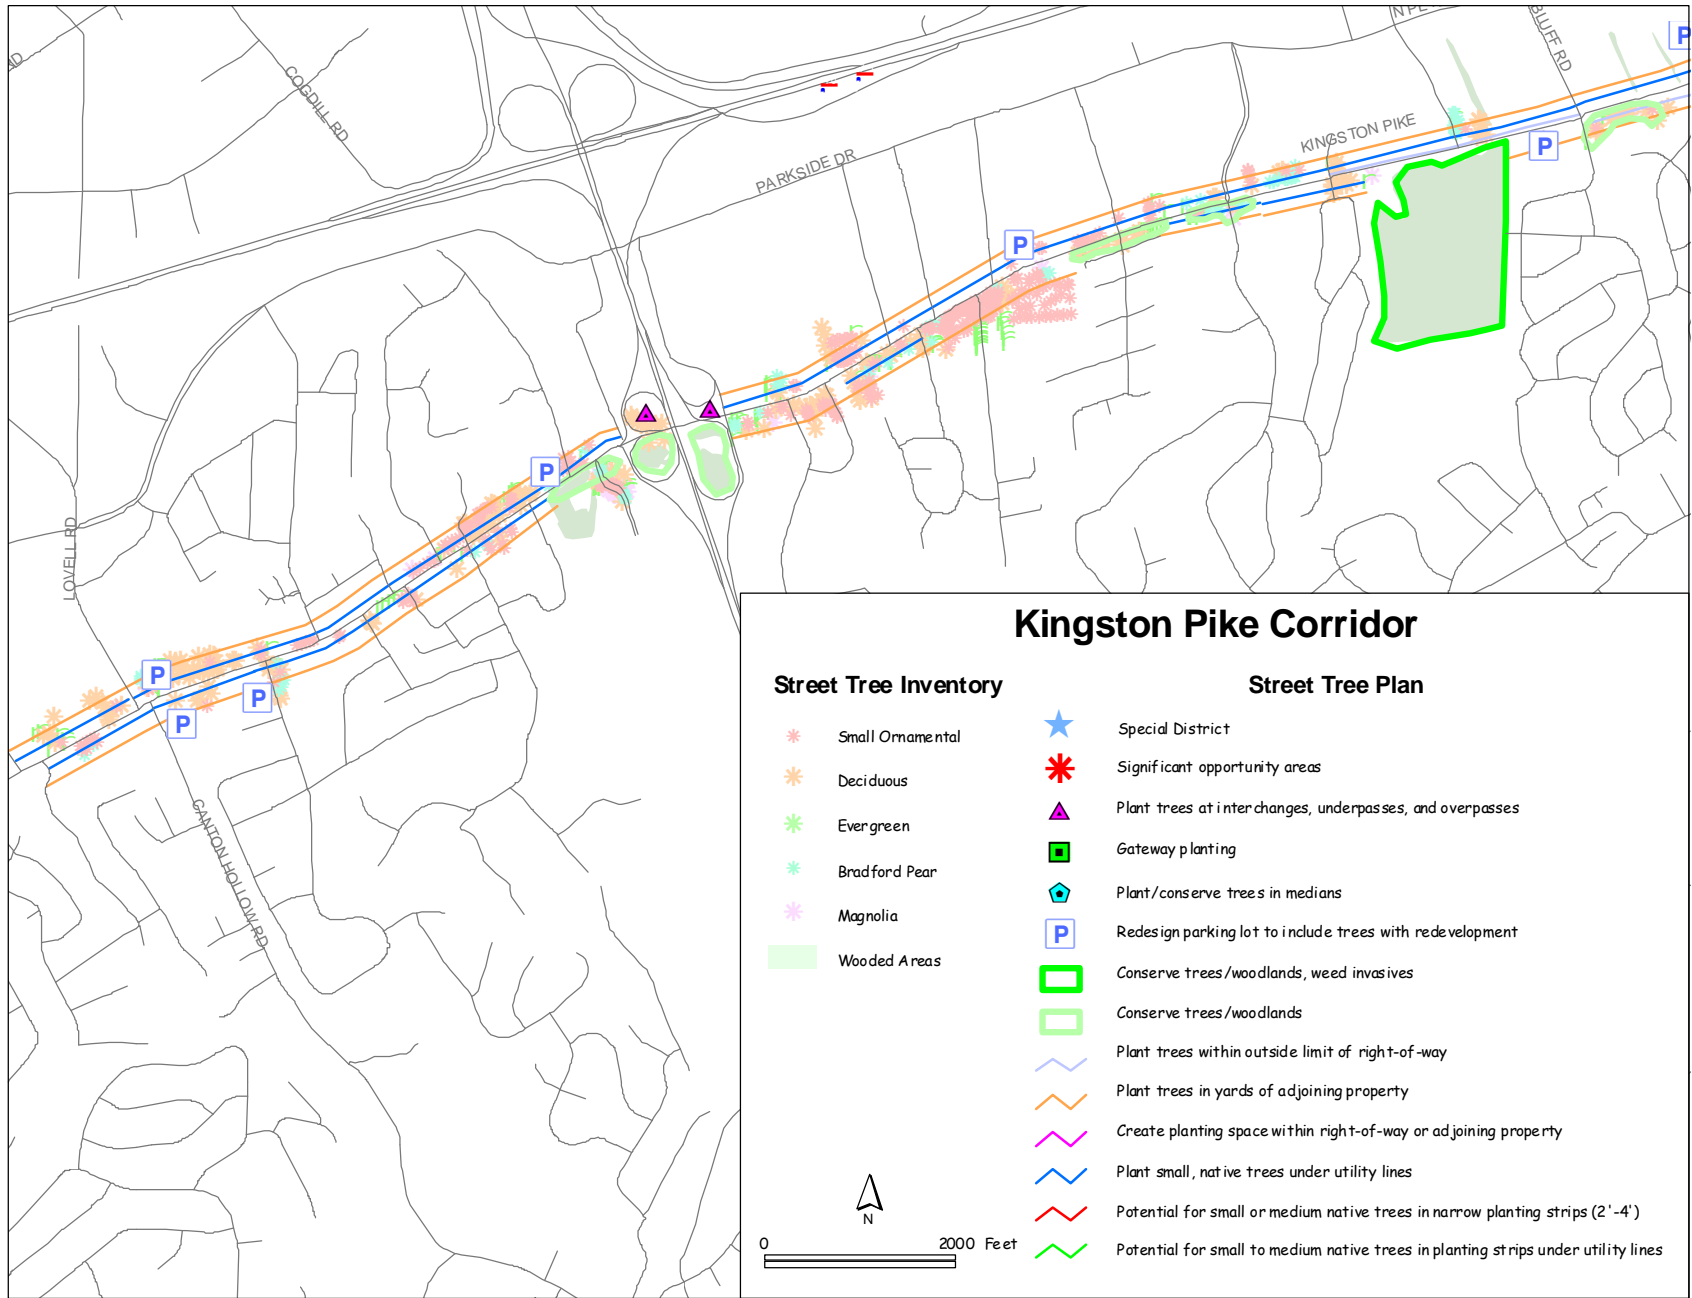 N PE
BLUFF RD
P
COGDILL RD
PARKSIDE DR
KINGSTON PIKE
P
P
P
LOVELL RD
P
P
P
CANTON HOLLOW RD
Kingston Pike Corridor
Street Tree Inventory
Small Ornamental
Deciduous
Evergreen
Bradford Pear
Magnolia
Wooded Areas
Street Tree Plan
Special District
Significant opportunity areas
Plant trees at interchanges, underpasses, and overpasses
Gateway planting
Plant/conserve trees in medians
P Redesign parking lot to include trees with redevelopment
Conserve trees/woodlands, weed invasives
Conserve trees/woodlands
Plant trees within outside limit of right-of-way
Plant trees in yards of adjoining property
Create planting space within right-of-way or adjoining property
Plant small, native trees under utility lines
Potential for small or medium native trees in narrow planting strips (2'-4')
Potential for small to medium native trees in planting strips under utility lines
N
0 2000 Feet